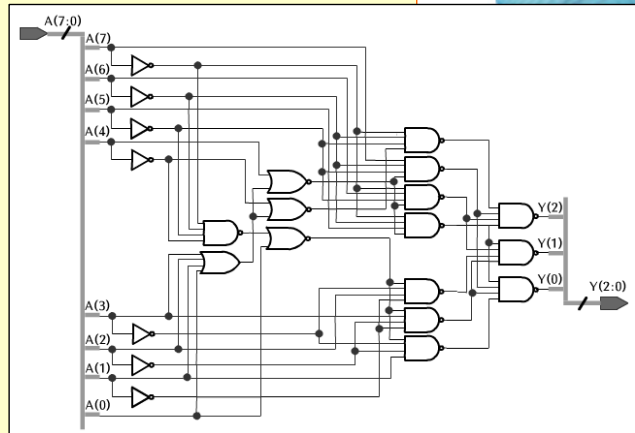 A(7:0)
A(7)
A(6)
A(5)
A(4)
A(3)
A(2)
A(1)
A(0)
Y(2)
Y(1)
Y(0)
Y(2:0)